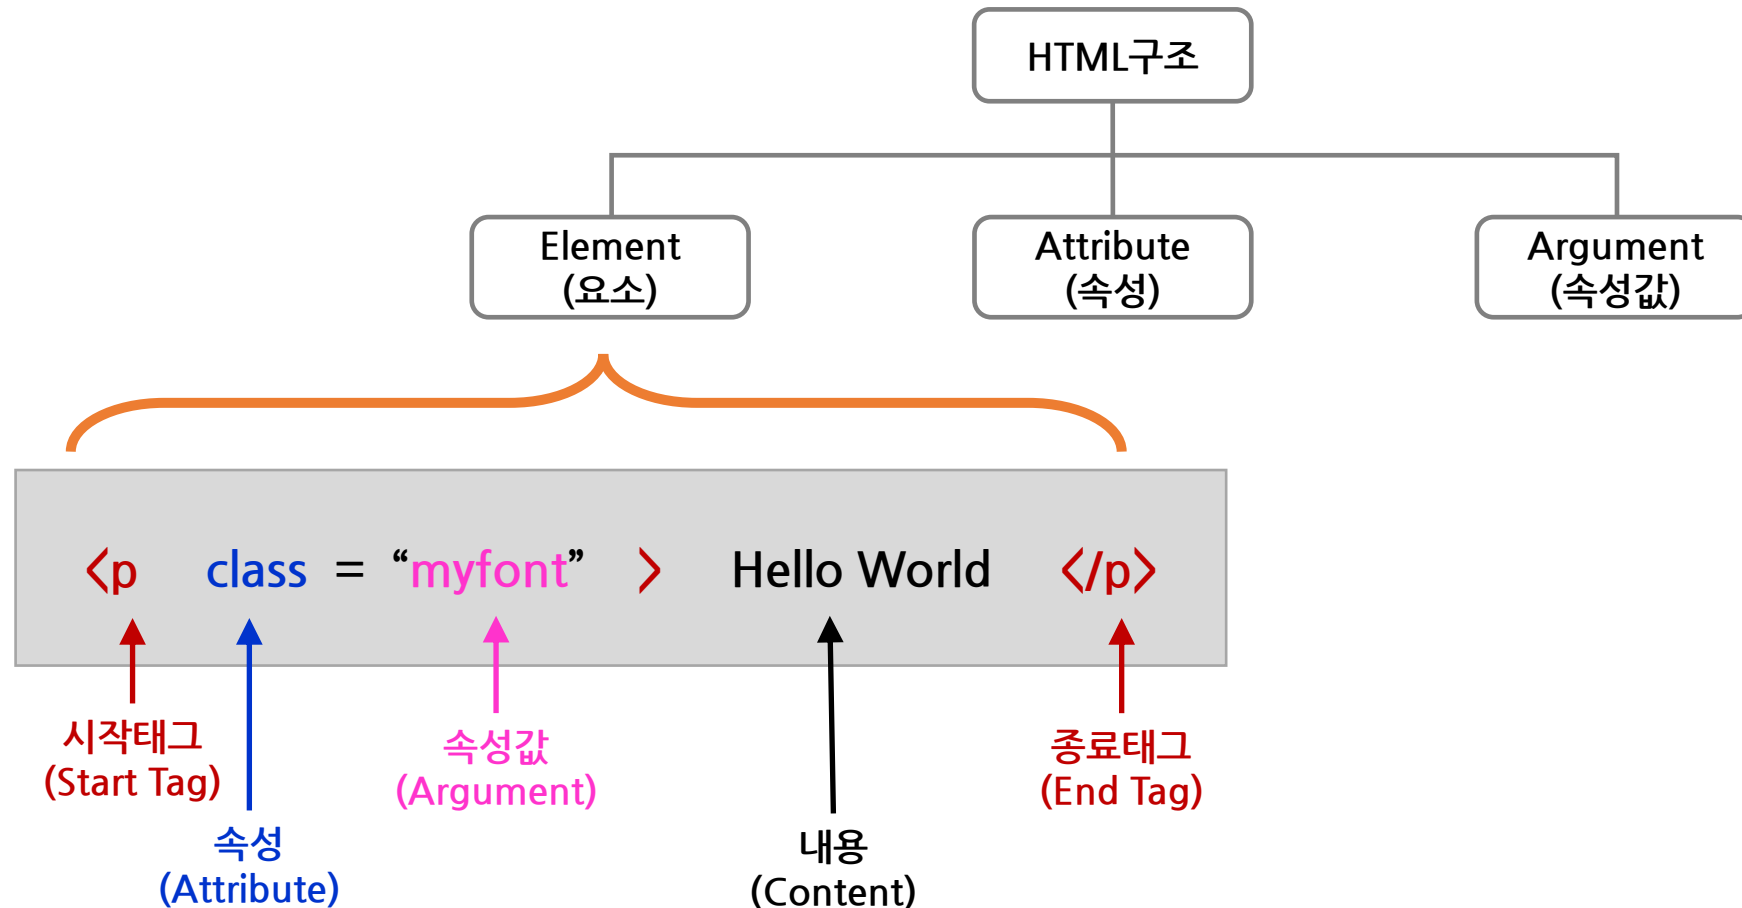 HTML구조
Element
(요소)
Attribute
(속성)
Argument
(속성값)
<p class = “myfont” > Hello World </p>
시작태그
(Start Tag)
속성값
(Argument)
종료태그
(End Tag)
속성
(Attribute)
내용
(Content)